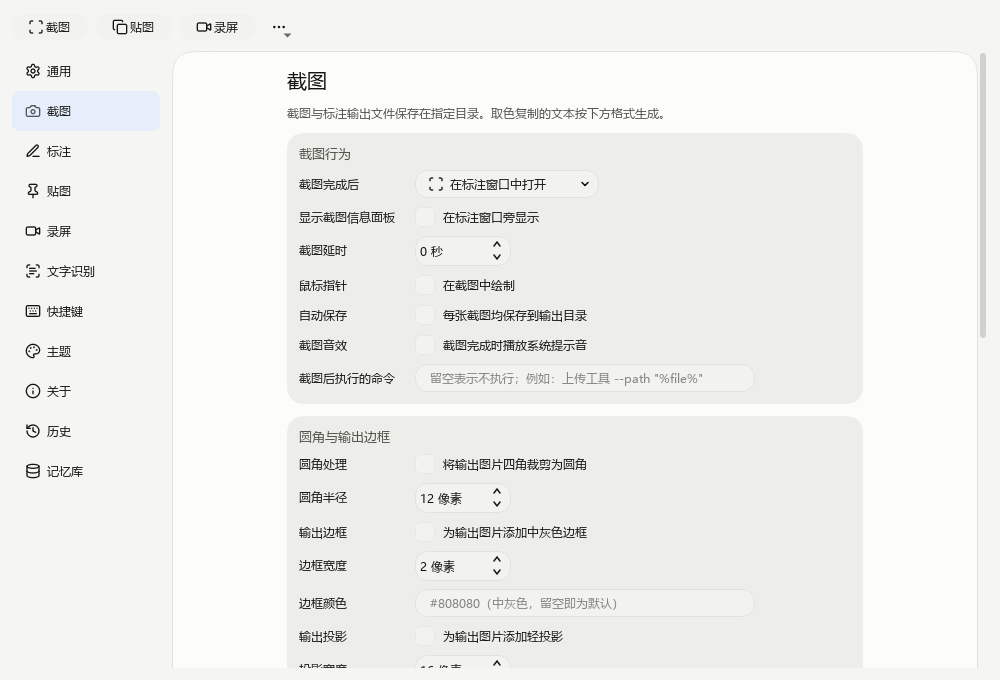 截图 贴图 录屏
通用
截图
标注
贴图
录屏
文字识别
快捷键
主题
关于
历史
记忆库
截图
截图与标注输出文件保存在指定目录。取色复制的文本按下方格式生成。
截图行为
截图完成后 在标注窗口中打开
显示截图信息面板 在标注窗口旁显示
截图延时 0 秒
鼠标指针 在截图中绘制
自动保存 每张截图均保存到输出目录
截图音效 截图完成时播放系统提示音
截图后执行的命令 留空表示不执行；例如：上传工具 --path "%file%"
圆角与输出边框
圆角处理 将输出图片四角裁剪为圆角
圆角半径 12 像素
输出边框 为输出图片添加中灰色边框
边框宽度 2 像素
边框颜色 #808080（中灰色，留空即为默认）
输出投影 为输出图片添加轻投影
投影宽度 16 像素